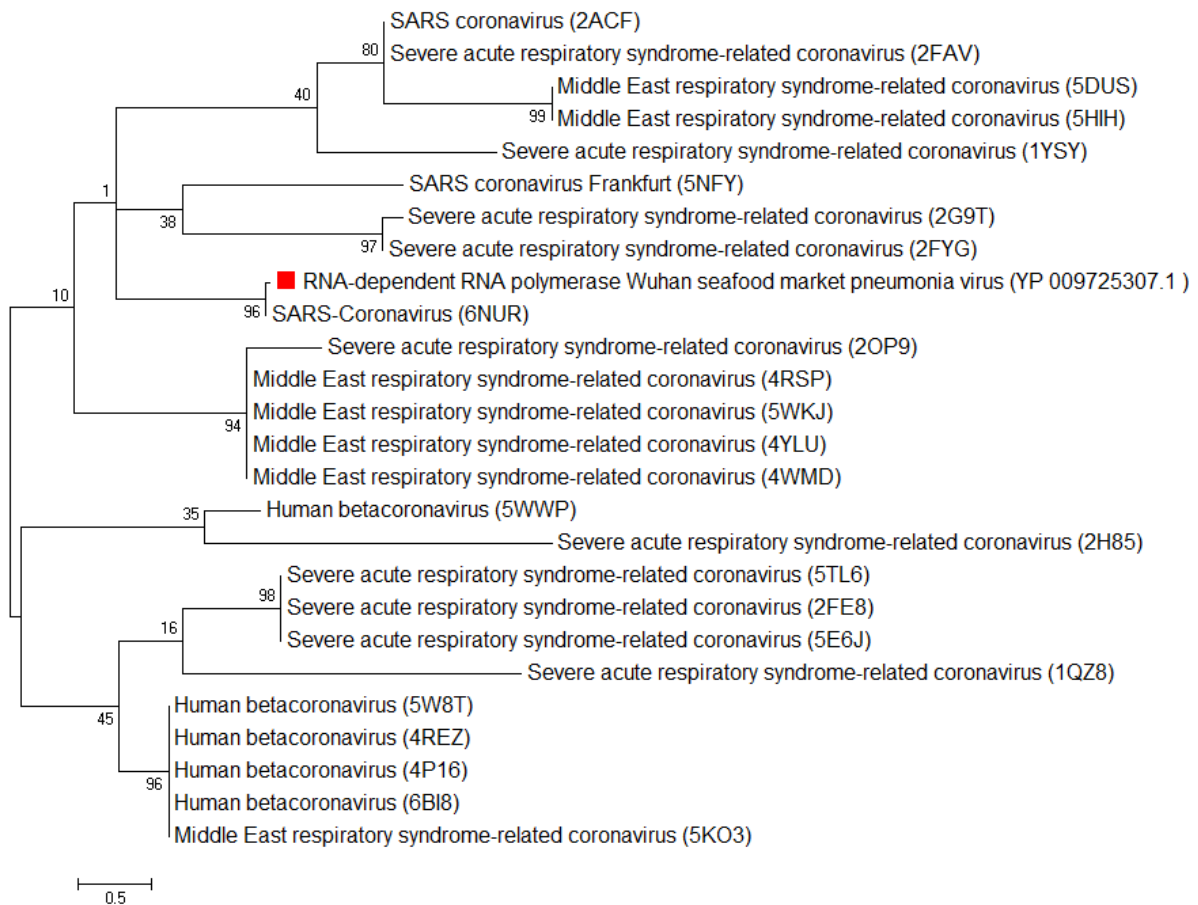 SARS coronavirus (2ACF)
80
Severe acute respiratory syndrome-related coronavirus (2FAV)
Middle East respiratory syndrome-related coronavirus (5DUS)
40
99
Middle East respiratory syndrome-related coronavirus (5HIH)
Severe acute respiratory syndrome-related coronavirus (1YSY)
1
SARS coronavirus Frankfurt (5NFY)
38
Severe acute respiratory syndrome-related coronavirus (2G9T)
97
Severe acute respiratory syndrome-related coronavirus (2FYG)
RNA-dependent RNA polymerase Wuhan seafood market pneumonia virus (YP 009725307.1 )
10
96
SARS-Coronavirus (6NUR)
Severe acute respiratory syndrome-related coronavirus (2OP9)
Middle East respiratory syndrome-related coronavirus (4RSP)
Middle East respiratory syndrome-related coronavirus (5WKJ)
94
Middle East respiratory syndrome-related coronavirus (4YLU)
Middle East respiratory syndrome-related coronavirus (4WMD)
35
Human betacoronavirus (5WWP)
Severe acute respiratory syndrome-related coronavirus (2H85)
Severe acute respiratory syndrome-related coronavirus (5TL6)
98
Severe acute respiratory syndrome-related coronavirus (2FE8)
16
Severe acute respiratory syndrome-related coronavirus (5E6J)
Severe acute respiratory syndrome-related coronavirus (1QZ8)
45
Human betacoronavirus (5W8T)
Human betacoronavirus (4REZ)
Human betacoronavirus (4P16)
96
Human betacoronavirus (6BI8)
Middle East respiratory syndrome-related coronavirus (5KO3)
0.5